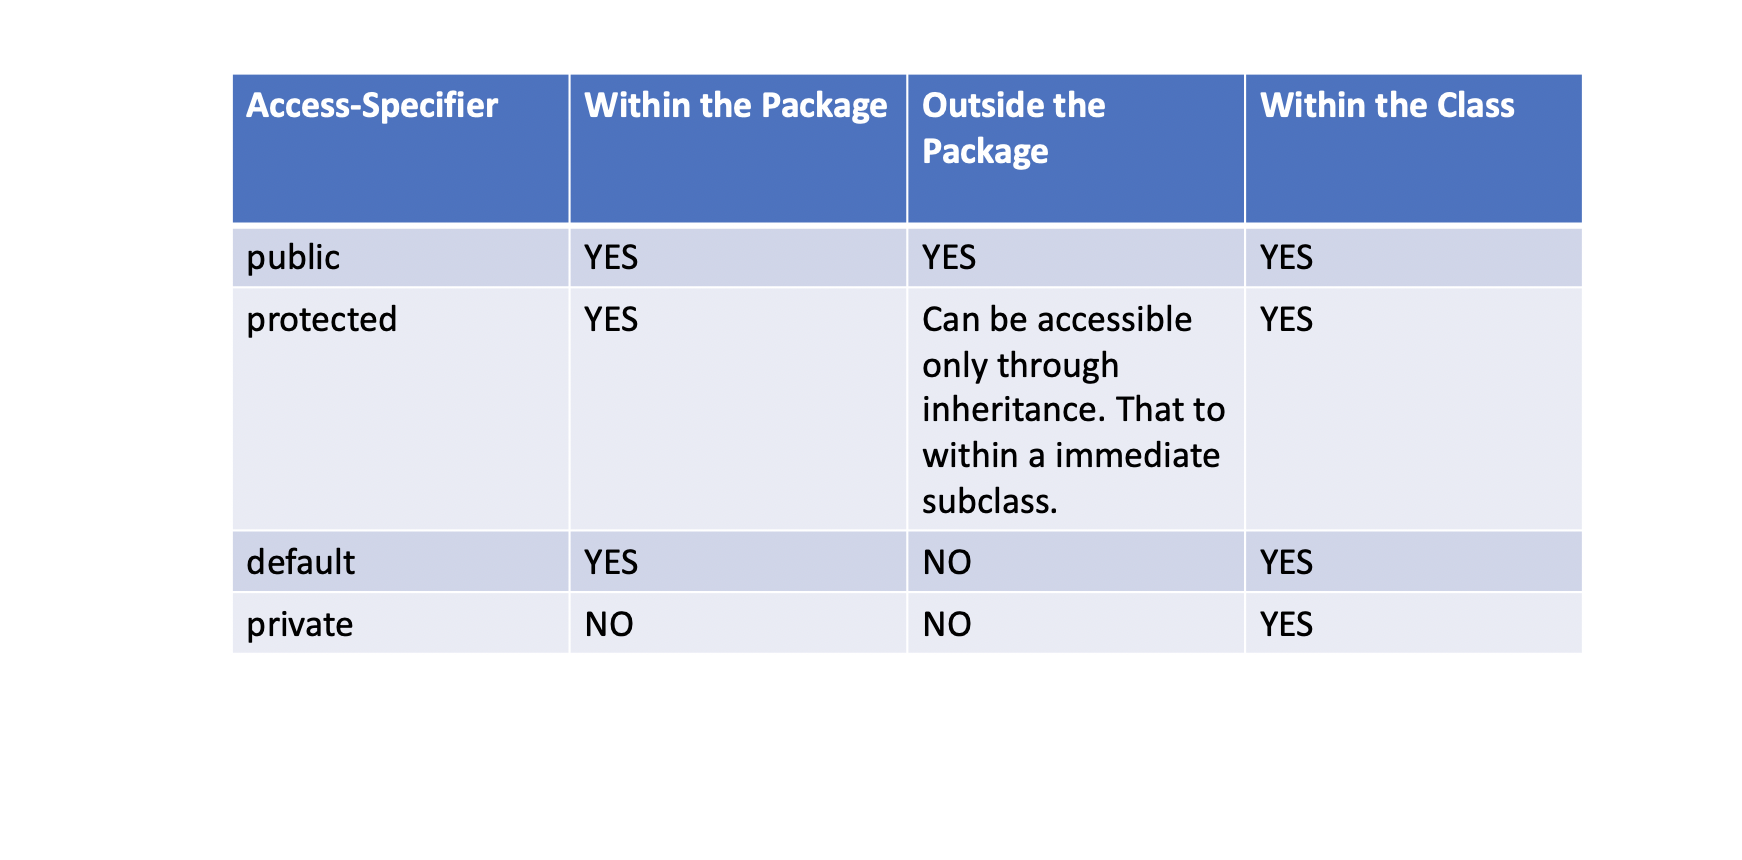 Access-Specifier
Within the Package
Outside the
Package
Within the Class
public
YES
YES
YES
protected
YES
Can be accessible
only through
inheritance. That to
within a immediate
subclass.
YES
default
YES
NO
YES
private
NO
NO
YES